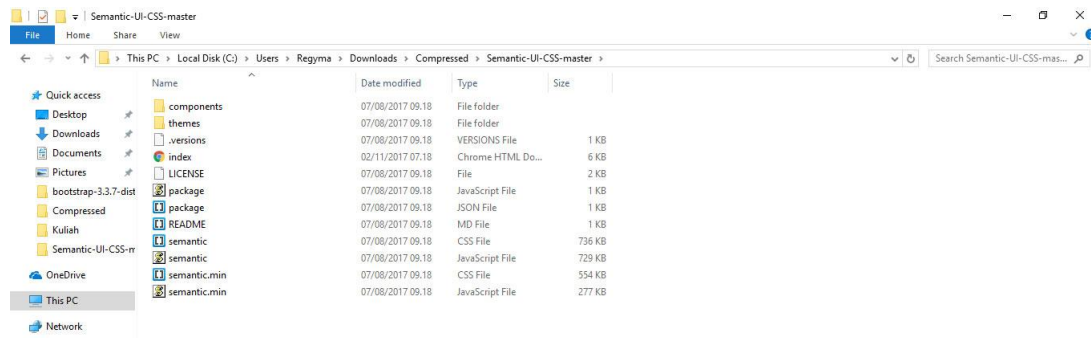 Semantic-UI-CSS-master
File Home Share View
This PC > Local Disk (C:) > Users > Regyma > Downloads > Compressed > Semantic-UI-CSS-master >
Search Semantic-UI-CSS-mas...
Name Date modified Type Size
Quick access
Desktop
Downloads
Documents
Pictures
bootstrap-3.3.7-dist
Compressed
Kuliah
Semantic-UI-CSS-m
OneDrive
This PC
Network
components 07/08/2017 09.18 File folder
themes 07/08/2017 09.18 File folder
.versions 07/08/2017 09.18 VERSIONS File 1 KB
index 02/11/2017 07.18 Chrome HTML Do... 6 KB
LICENSE 07/08/2017 09.18 File 2 KB
package 07/08/2017 09.18 JavaScript File 1 KB
package 07/08/2017 09.18 JSON File 1 KB
README 07/08/2017 09.18 MD File 1 KB
semantic 07/08/2017 09.18 CSS File 736 KB
semantic 07/08/2017 09.18 JavaScript File 729 KB
semantic.min 07/08/2017 09.18 CSS File 554 KB
semantic.min 07/08/2017 09.18 JavaScript File 277 KB